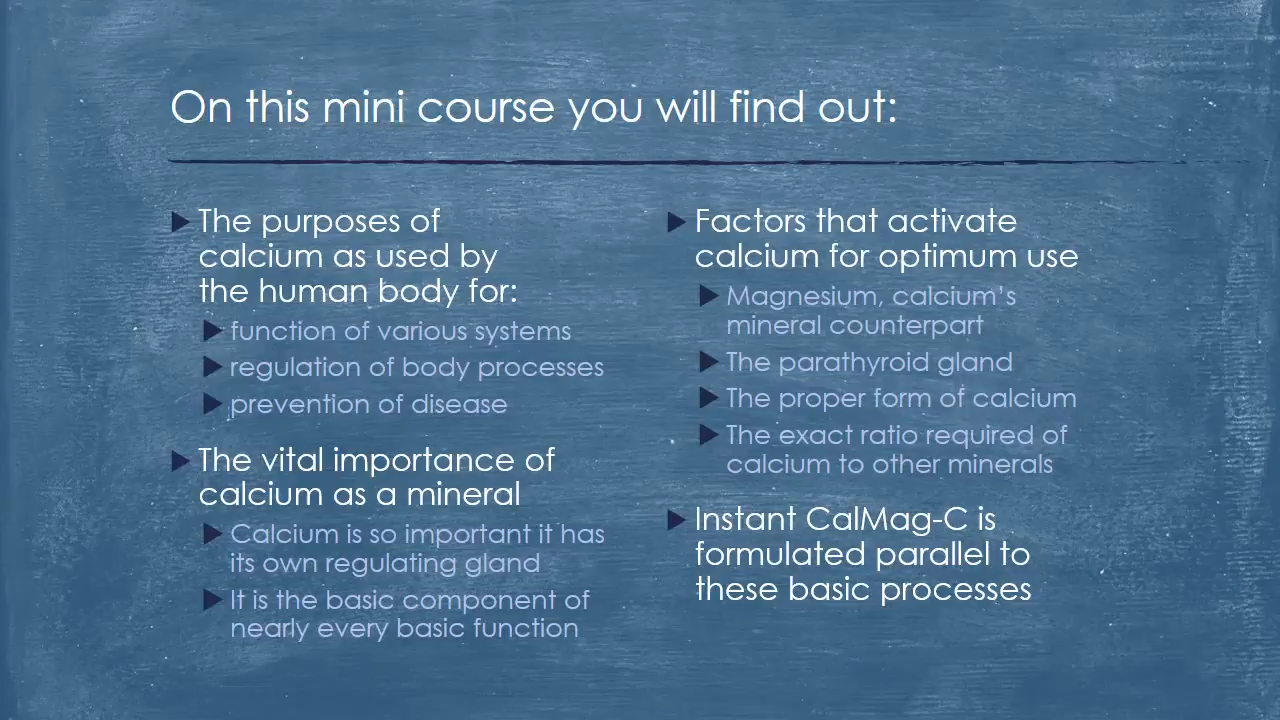 On this mini course you will find out:
The purposes of
calcium as used by
the human body for:
function of various systems
regulation of body processes
prevention of disease
The vital importance of
calcium as a mineral
Calcium is so important it has
its own regulating gland
It is the basic component of
nearly every basic function
Factors that activate
calcium for optimum use
Magnesium, calcium's
mineral counterpart
The parathyroid gland
The proper form of calcium
The exact ratio required of
calcium to other minerals
Instant CalMag-C is
formulated parallel to
these basic processes